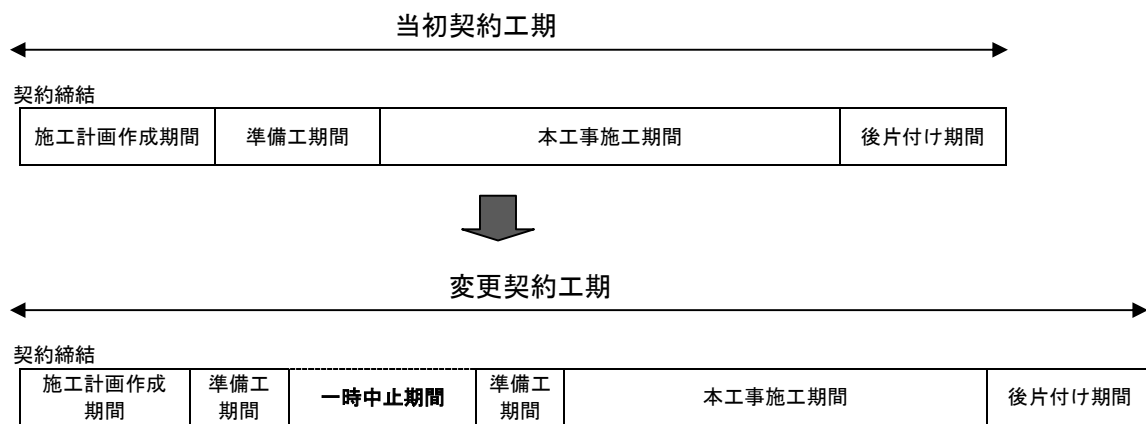 当初契約工期
契約締結
施工計画作成期間 準備工期間 本工事施工期間 後片付け期間
変更契約工期
契約締結
施工計画作成
期間
準備工
期間
一時中止期間
準備工
期間
本工事施工期間
後片付け期間